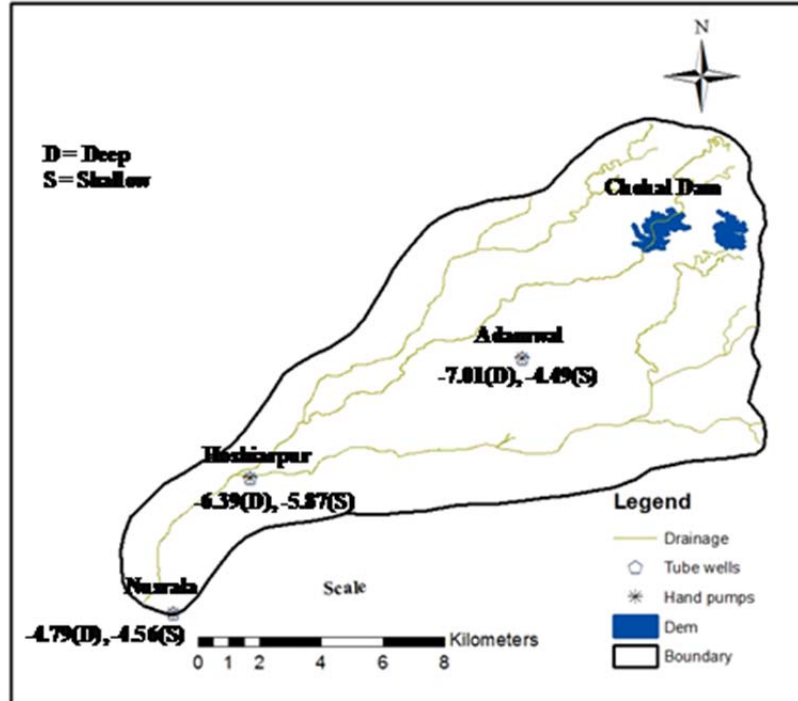 N
D = Deep
S = Shallow
Chohal Dam
Adamwal
-7.01(D), -4.49(S)
Hoshiarpur
-6.39(D), -5.87(S)
Nasrala
-4.79(D), -4.56(S)
Scale
0 1 2 4 6 8 Kilometers
Legend
Drainage
Tube wells
Hand pumps
Dem
Boundary